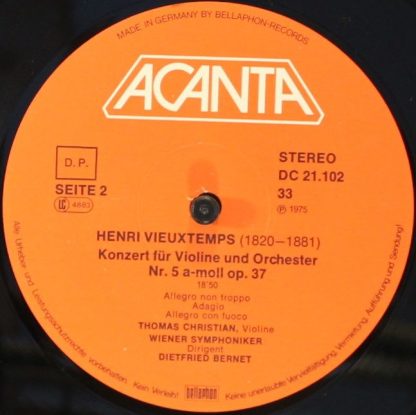 MADE IN GERMANY BY BELLAPHON-RECORDS
ACANTA
D. P.
SEITE 2
LC 4883
STEREO
DC 21.102
33
℗ 1975
HENRI VIEUXTEMPS (1820—1881)
Konzert für Violine und Orchester
Nr. 5 a-moll op. 37
18'50
Allegro non troppo
Adagio
Allegro con fuoco
THOMAS CHRISTIAN, Violine
WIENER SYMPHONIKER
Dirigent
DIETFRIED BERNET
bellaphon
Alle Urheber- und Leistungsschutzrechte vorbehalten. Kein Verleih! Keine unerlaubte Vervielfältigung, Vermietung, Aufführung und Sendung!